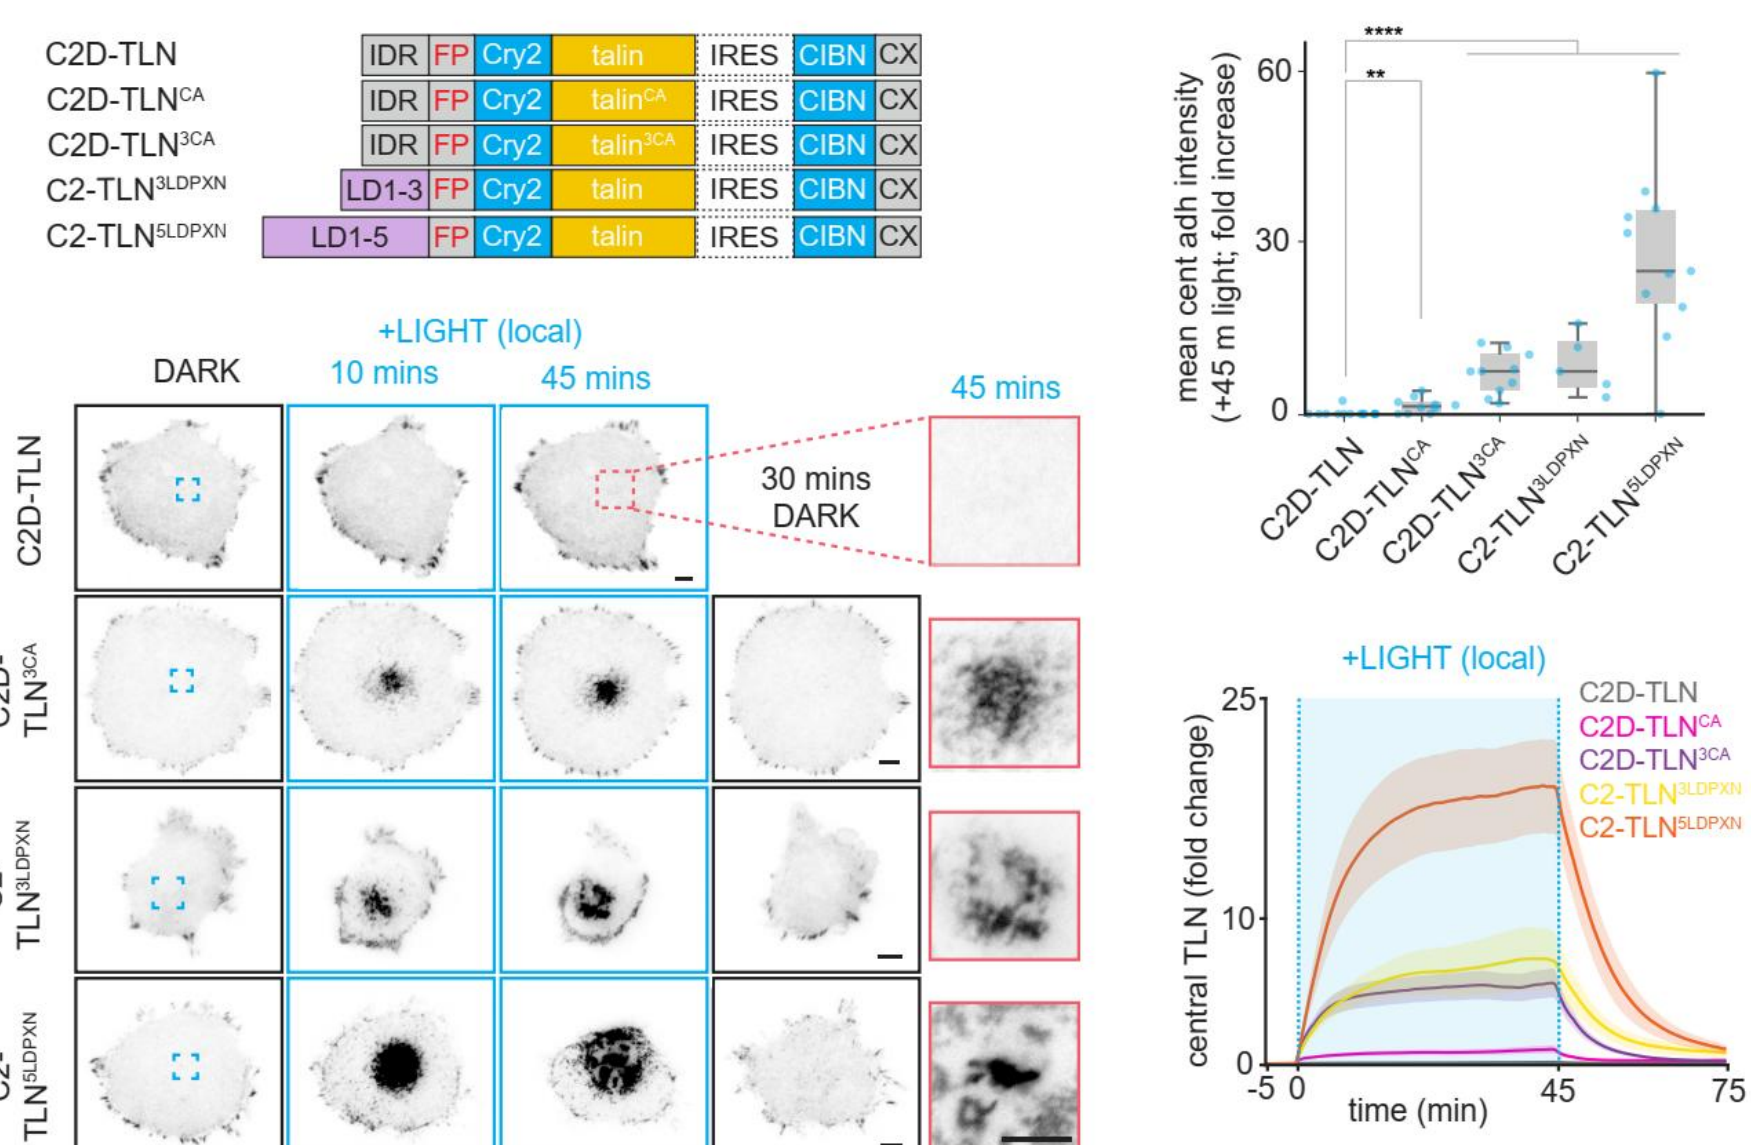 C2D-TLN IDR FP Cry2 talin IRES CIBN CX
C2D-TLNCA IDR FP Cry2 talinCA IRES CIBN CX
C2D-TLN3CA IDR FP Cry2 talin3CA IRES CIBN CX
C2-TLN3LDPXN LD1-3 FP Cry2 talin IRES CIBN CX
C2-TLN5LDPXN LD1-5 FP Cry2 talin IRES CIBN CX
+LIGHT (local)
DARK 10 mins 45 mins 45 mins
C2D-TLN
30 mins
DARK
TLN3CA
TLN3LDPXN
C2-
TLN5LDPXN
mean cent adh intensity
(+45 m light; fold increase)
60
30
0
****
**
C2D-TLN
C2D-TLNCA
C2D-TLN3CA
C2-TLN3LDPXN
C2-TLN5LDPXN
+LIGHT (local)
central TLN (fold change)
25
10
0
C2D-TLN
C2D-TLNCA
C2D-TLN3CA
C2-TLN3LDPXN
C2-TLN5LDPXN
-5 0 45 75
time (min)